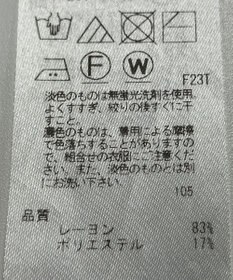 F W
F23T
淡色のものは無蛍光洗剤を使用
よくすすぎ、絞りの後すぐに干
すこと。
濃色のものは、着用による摩擦
で色落ちすることがありますの
で、組合せの衣服にご注意くださ
い。また、淡色のものとは別
にお洗い下さい。
105
品質
レーヨン 83%
ポリエステル 17%